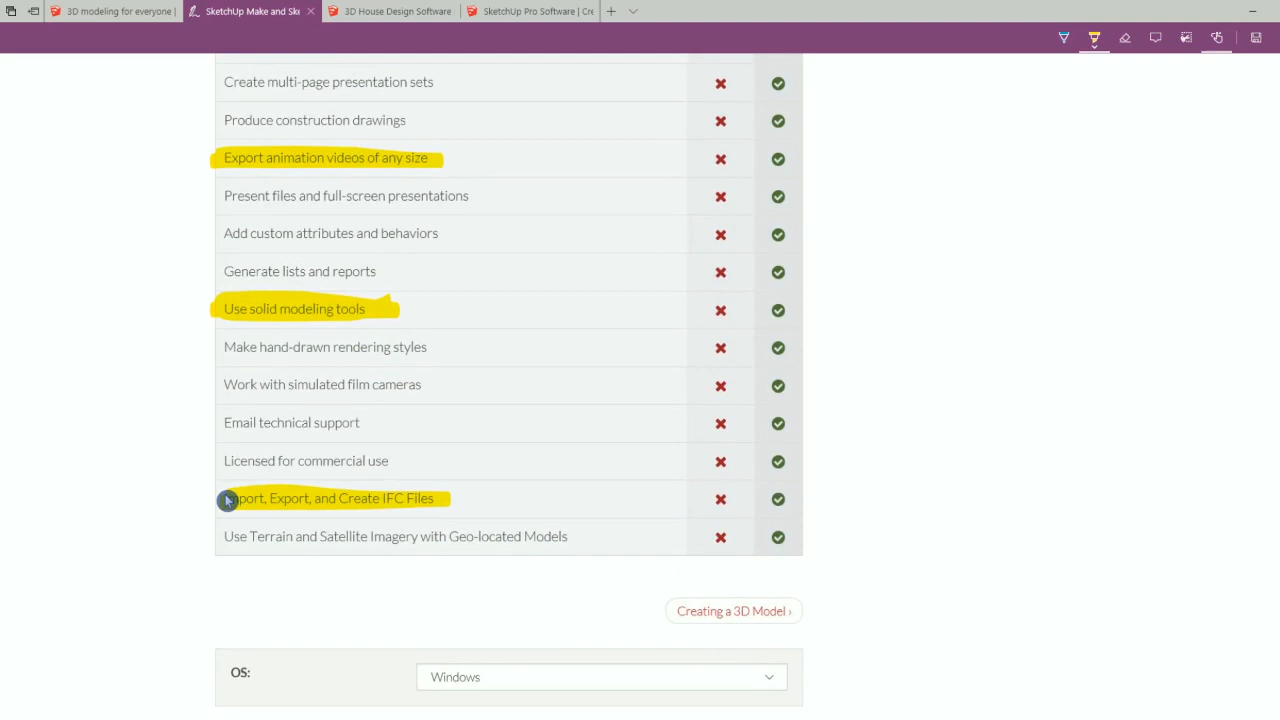 3D modeling for everyone |
SketchUp Make and Ske
3D House Design Software
SketchUp Pro Software | Cre
Create multi-page presentation sets
Produce construction drawings
Export animation videos of any size
Present files and full-screen presentations
Add custom attributes and behaviors
Generate lists and reports
Use solid modeling tools
Make hand-drawn rendering styles
Work with simulated film cameras
Email technical support
Licensed for commercial use
Import, Export, and Create IFC Files
Use Terrain and Satellite Imagery with Geo-located Models
Creating a 3D Model ›
OS:
Windows